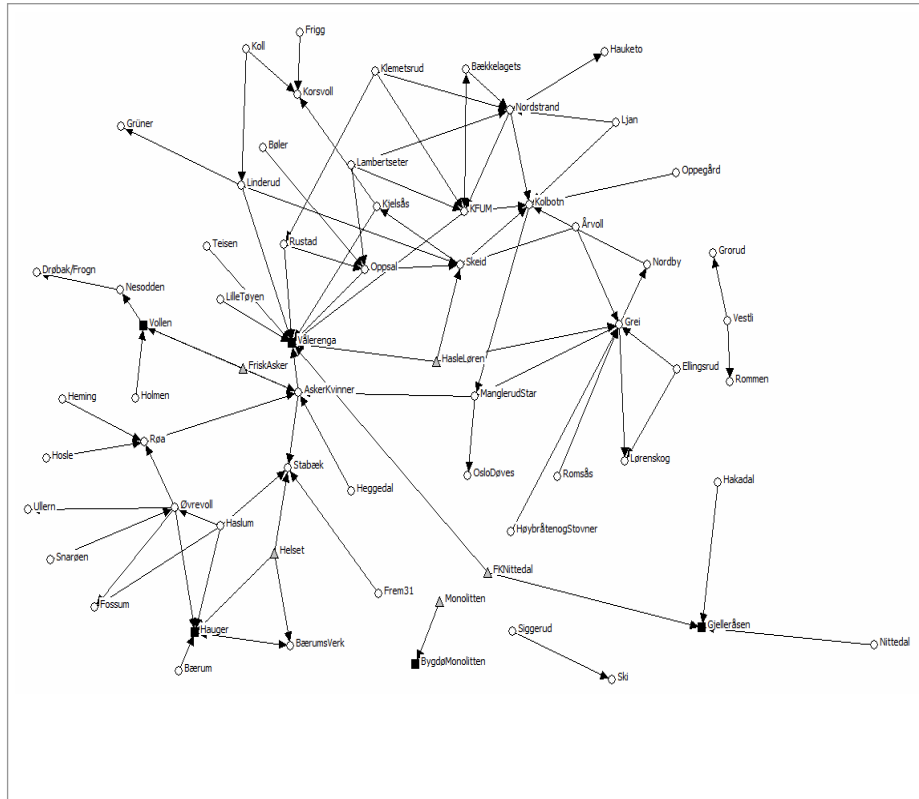 Frigg
Koll
Hauketo
Klemetsrud
Bækkelagets
Korsvoll
Nordstrand
Grüner
Ljan
Bøler
Lambertseter
Oppegård
Linderud
Kjelsås
KFUM
Kolbotn
Årvoll
Teisen
Rustad
Grorud
Oppsal
Skeid
Nordby
Drøbak/Frogn
Nesodden
LilleTøyen
Vollen
Grei
Vestli
Vålerenga
HasleLøren
FriskAsker
Ellingsrud
Rommen
AskerKvinner
ManglerudStar
Heming
Holmen
Røa
Hosle
Stabæk
Lørenskog
OsloDøves
Romsås
Hakadal
Heggedal
Ullern
Øvrevoll
Haslum
HøybråtenogStovner
Snarøen
Helset
FKNittedal
Frem31
Monolitten
Fossum
Gjelleråsen
Hauger
Siggerud
BærumsVerk
Nittedal
BygdøMonolitten
Bærum
Ski